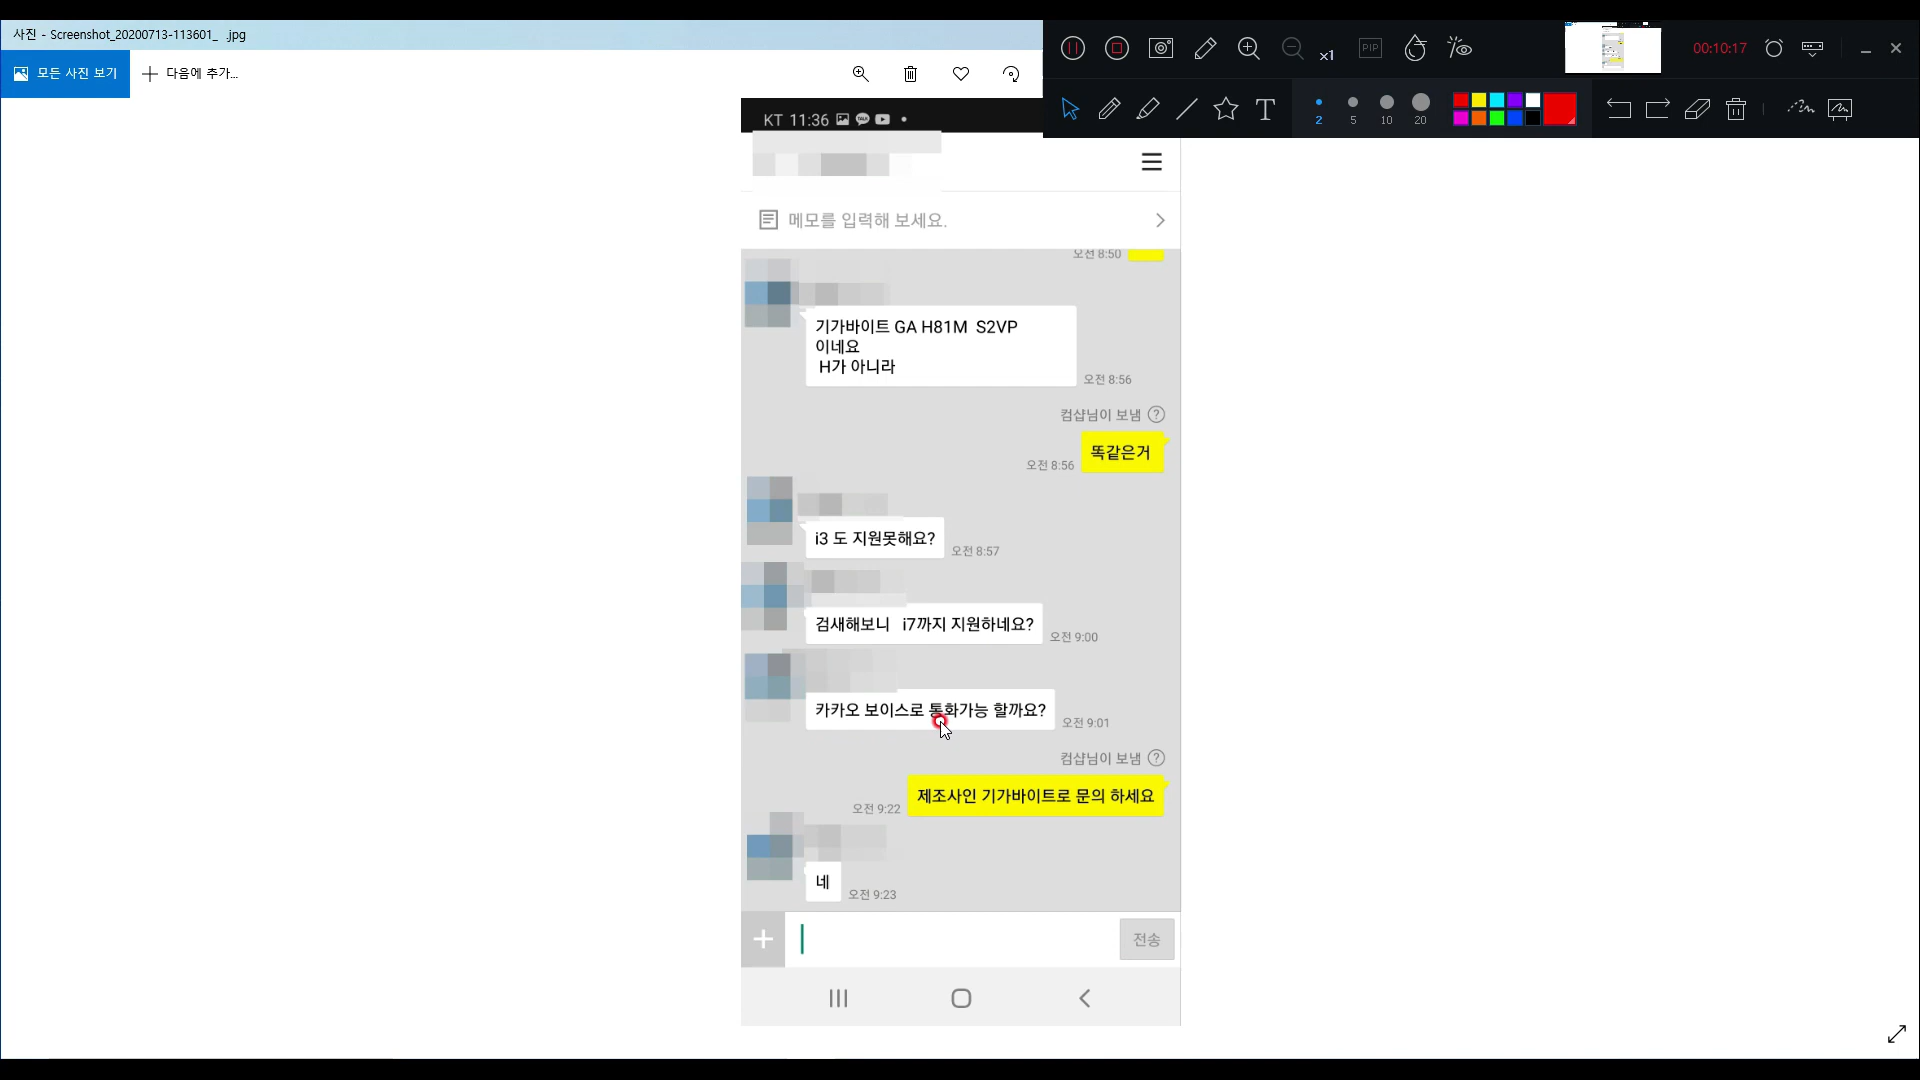 사진 - Screenshot_20200713-113601_ .jpg
모든 사진 보기
다음에 추가...
x1
PIP
00:10:17
T
2
5
10
20
KT 11:36
메모를 입력해 보세요.
오전 8:50
기가바이트 GA H81M S2VP
이네요
H가 아니라
오전 8:56
컴샵님이 보냄 ?
똑같은거
오전 8:56
i3 도 지원못해요?
오전 8:57
검새해보니 i7까지 지원하네요?
오전 9:00
카카오 보이스로 통화가능 할까요?
오전 9:01
컴샵님이 보냄 ?
제조사인 기가바이트로 문의 하세요
오전 9:22
네
오전 9:23
전송